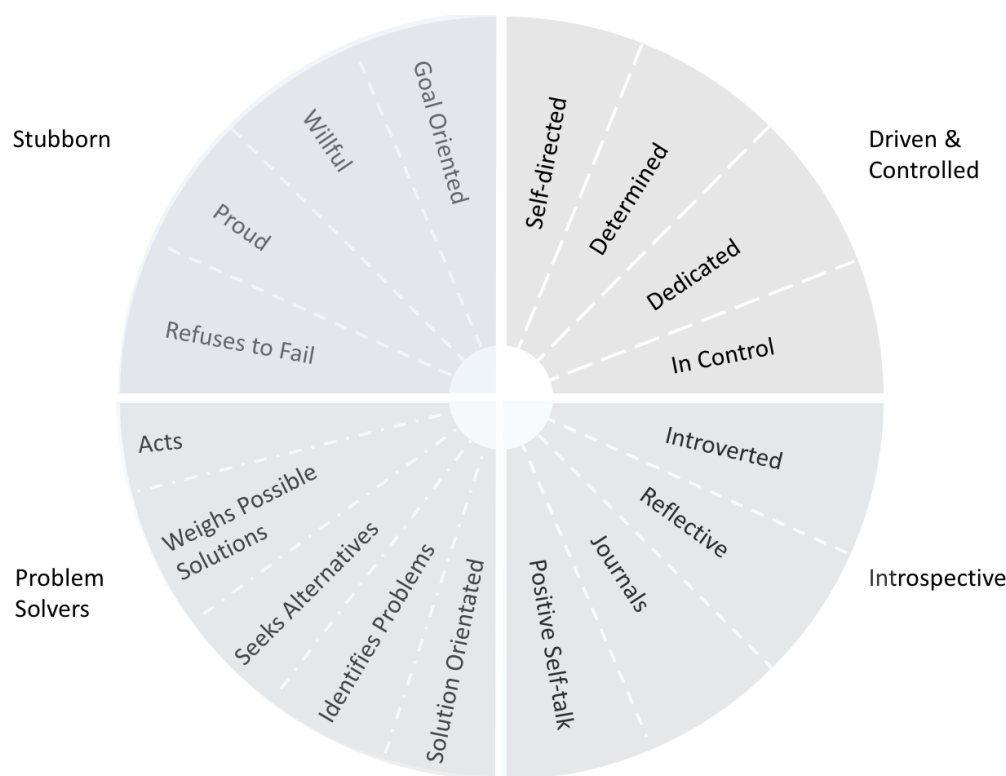 Stubborn
Goal Oriented
Willful
Proud
Refuses to Fail
Driven &
Controlled
Self-directed
Determined
Dedicated
In Control
Problem
Solvers
Acts
Weighs Possible
Solutions
Seeks Alternatives
Identifies Problems
Solution Orientated
Introspective
Introverted
Reflective
Journals
Positive Self-talk